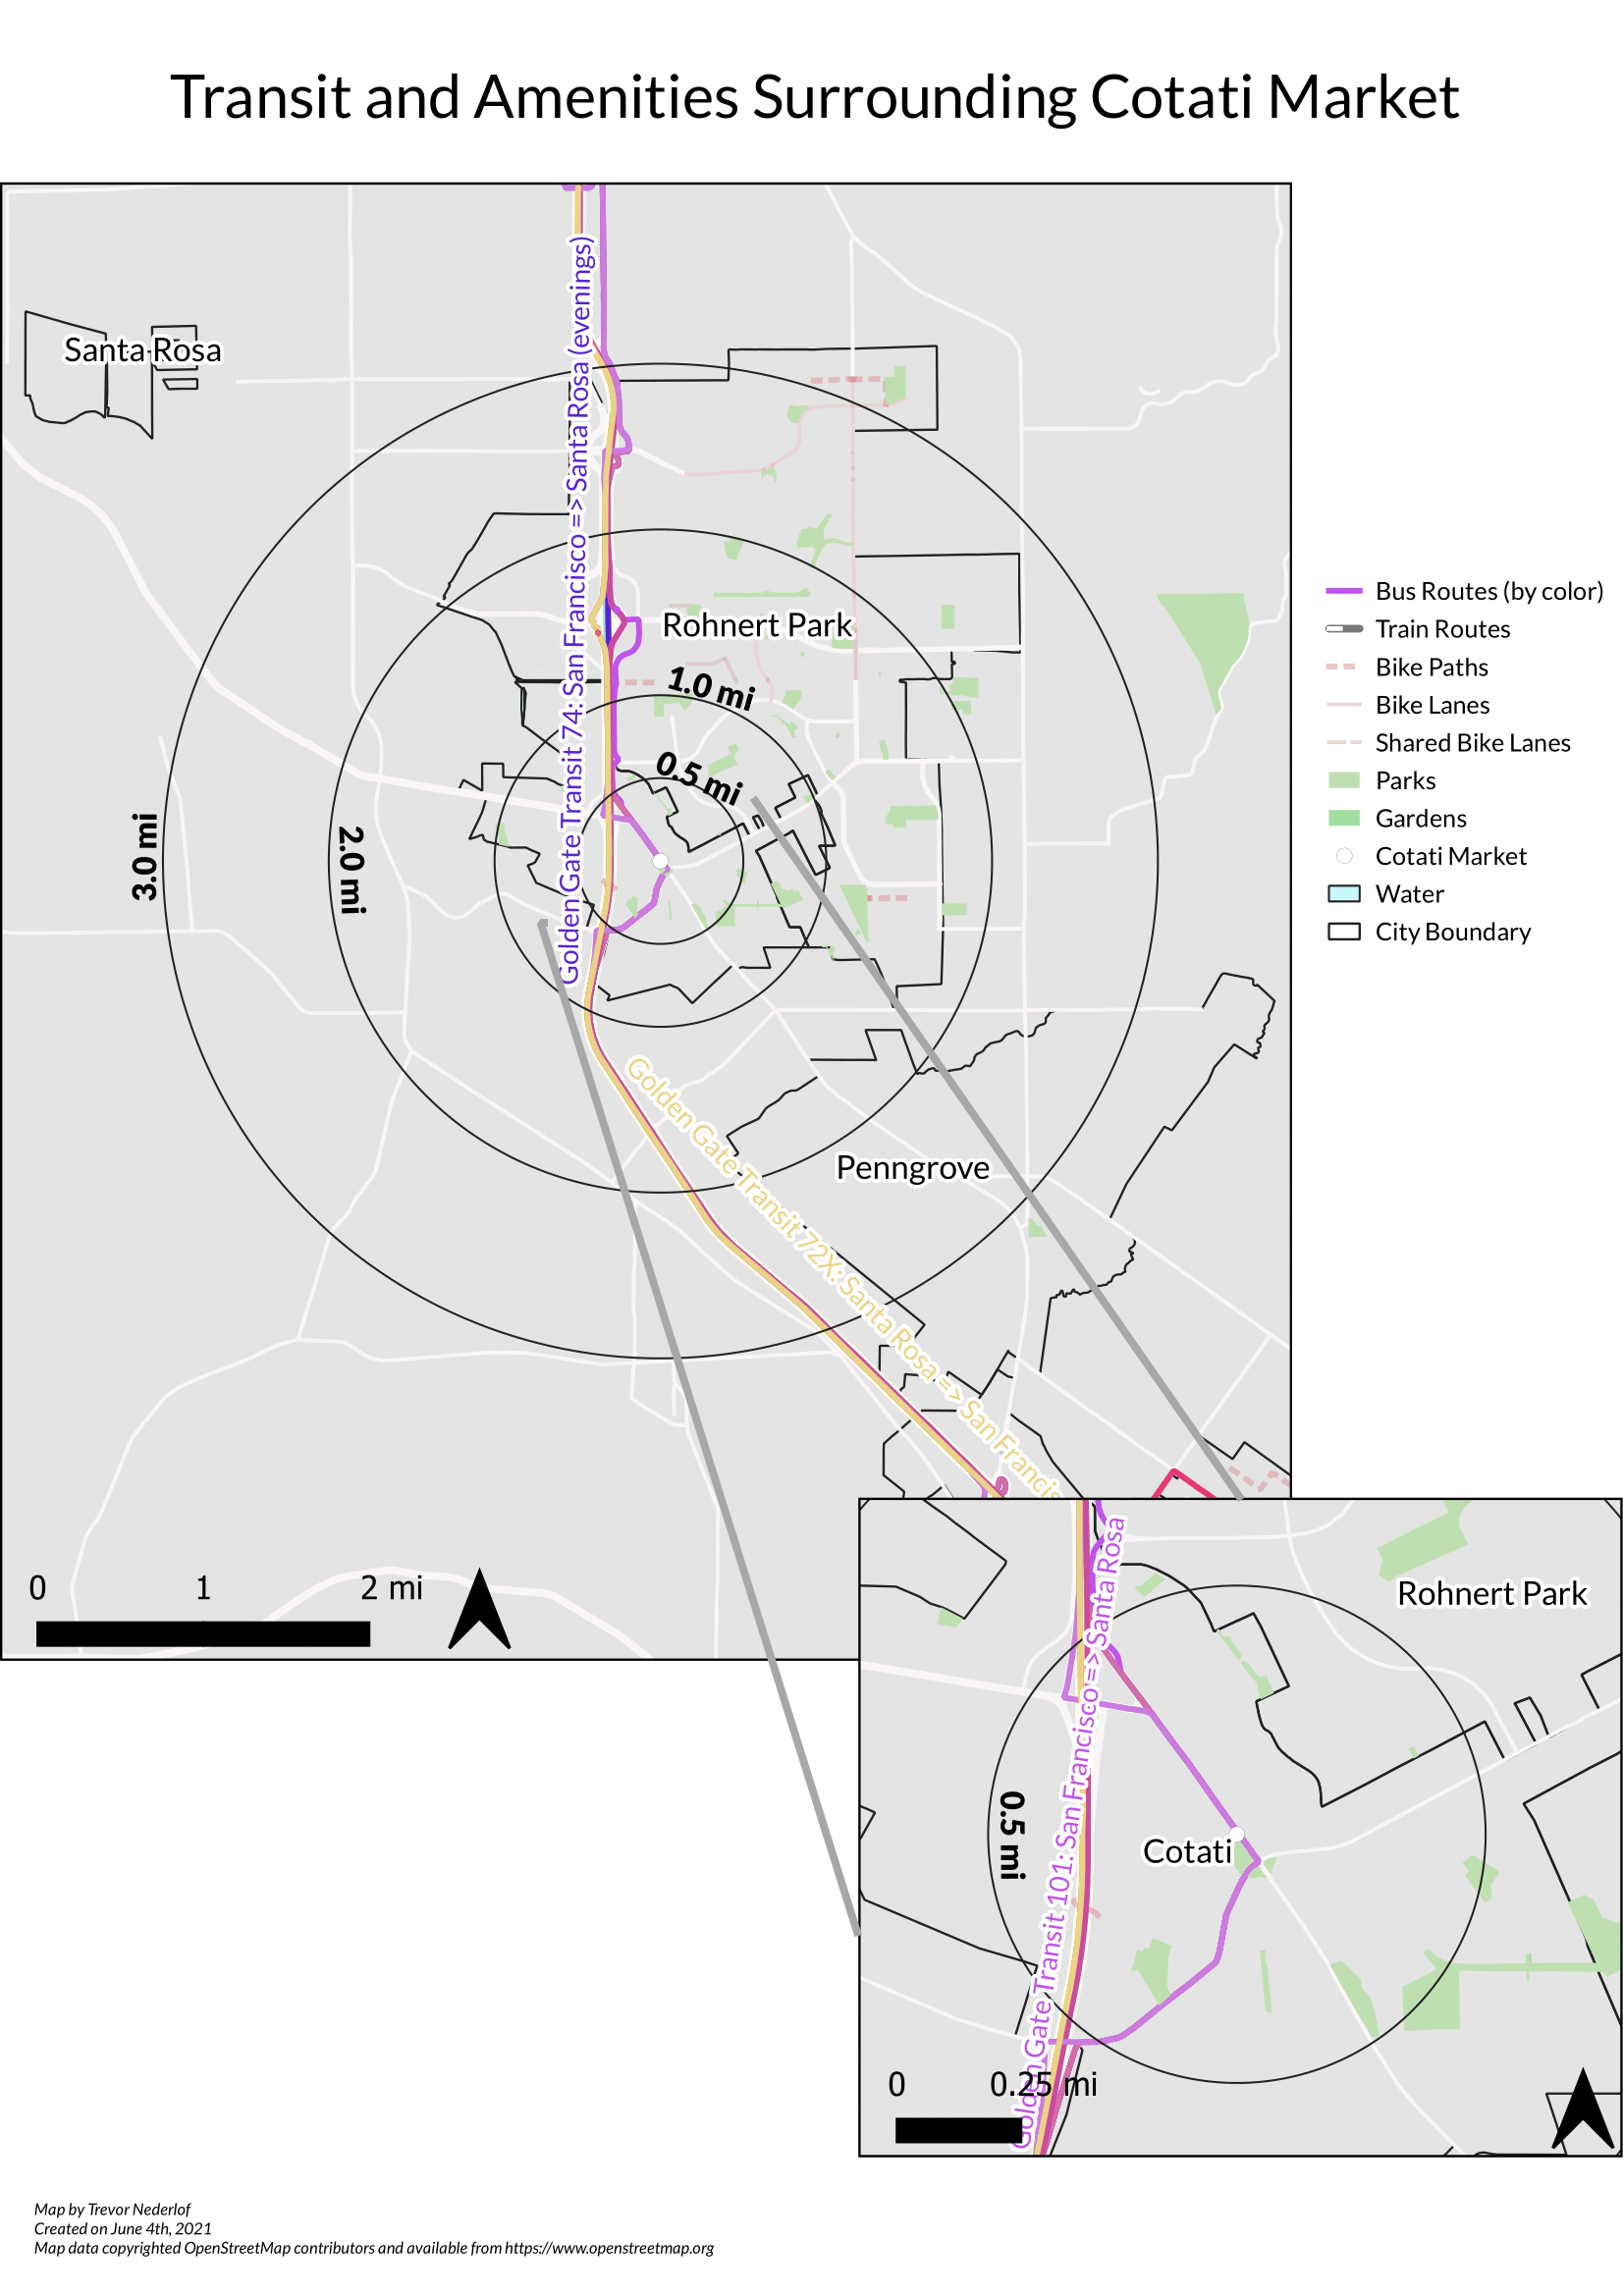 Transit and Amenities Surrounding Cotati Market
Santa Rosa
Golden Gate Transit 74: San Francisco => Santa Rosa (evenings)
Rohnert Park
1.0 mi
0.5 mi
2.0 mi
3.0 mi
Golden Gate Transit 72X: Santa Rosa => San Francis
Penngrove
0 1 2 mi
Bus Routes (by color)
Train Routes
Bike Paths
Bike Lanes
Shared Bike Lanes
Parks
Gardens
Cotati Market
Water
City Boundary
Golden Gate Transit 101: San Francisco => Santa Rosa
Rohnert Park
0.5 mi
Cotati
0 0.25 mi
Map by Trevor Nederlof
Created on June 4th, 2021
Map data copyrighted OpenStreetMap contributors and available from https://www.openstreetmap.org